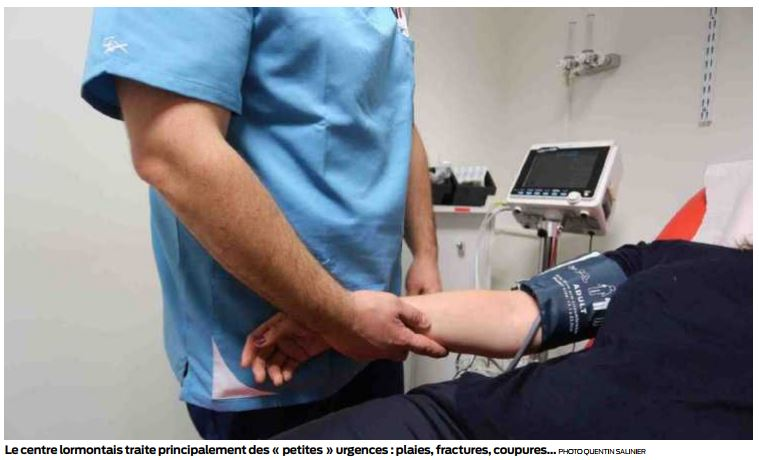 ADULT
Le centre lormontais traite principalement des « petites » urgences : plaies, fractures, coupures... PHOTO QUENTIN SALINIER